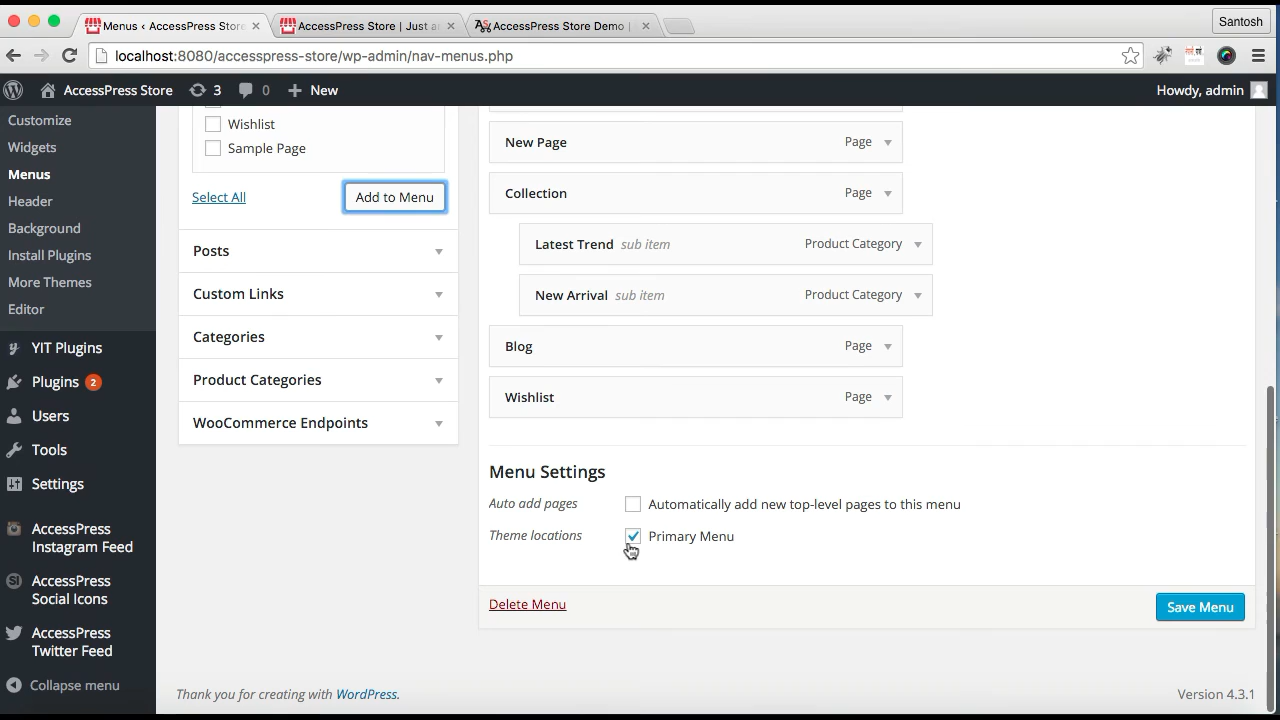 Menus ‹ AccessPress Store
AccessPress Store | Just a
AccessPress Store Demo |
Santosh
localhost:8080/accesspress-store/wp-admin/nav-menus.php
AccessPress Store
3
0
New
Howdy, admin
Customize
Widgets
Menus
Header
Background
Install Plugins
More Themes
Editor
YIT Plugins
Plugins 2
Users
Tools
Settings
AccessPress
Instagram Feed
AccessPress
Social Icons
AccessPress
Twitter Feed
Collapse menu
Wishlist
Sample Page
Select All
Add to Menu
Posts
Custom Links
Categories
Product Categories
WooCommerce Endpoints
New Page Page
Collection Page
Latest Trend sub item Product Category
New Arrival sub item Product Category
Blog Page
Wishlist Page
Menu Settings
Auto add pages Automatically add new top-level pages to this menu
Theme locations Primary Menu
Delete Menu
Save Menu
Thank you for creating with WordPress.
Version 4.3.1